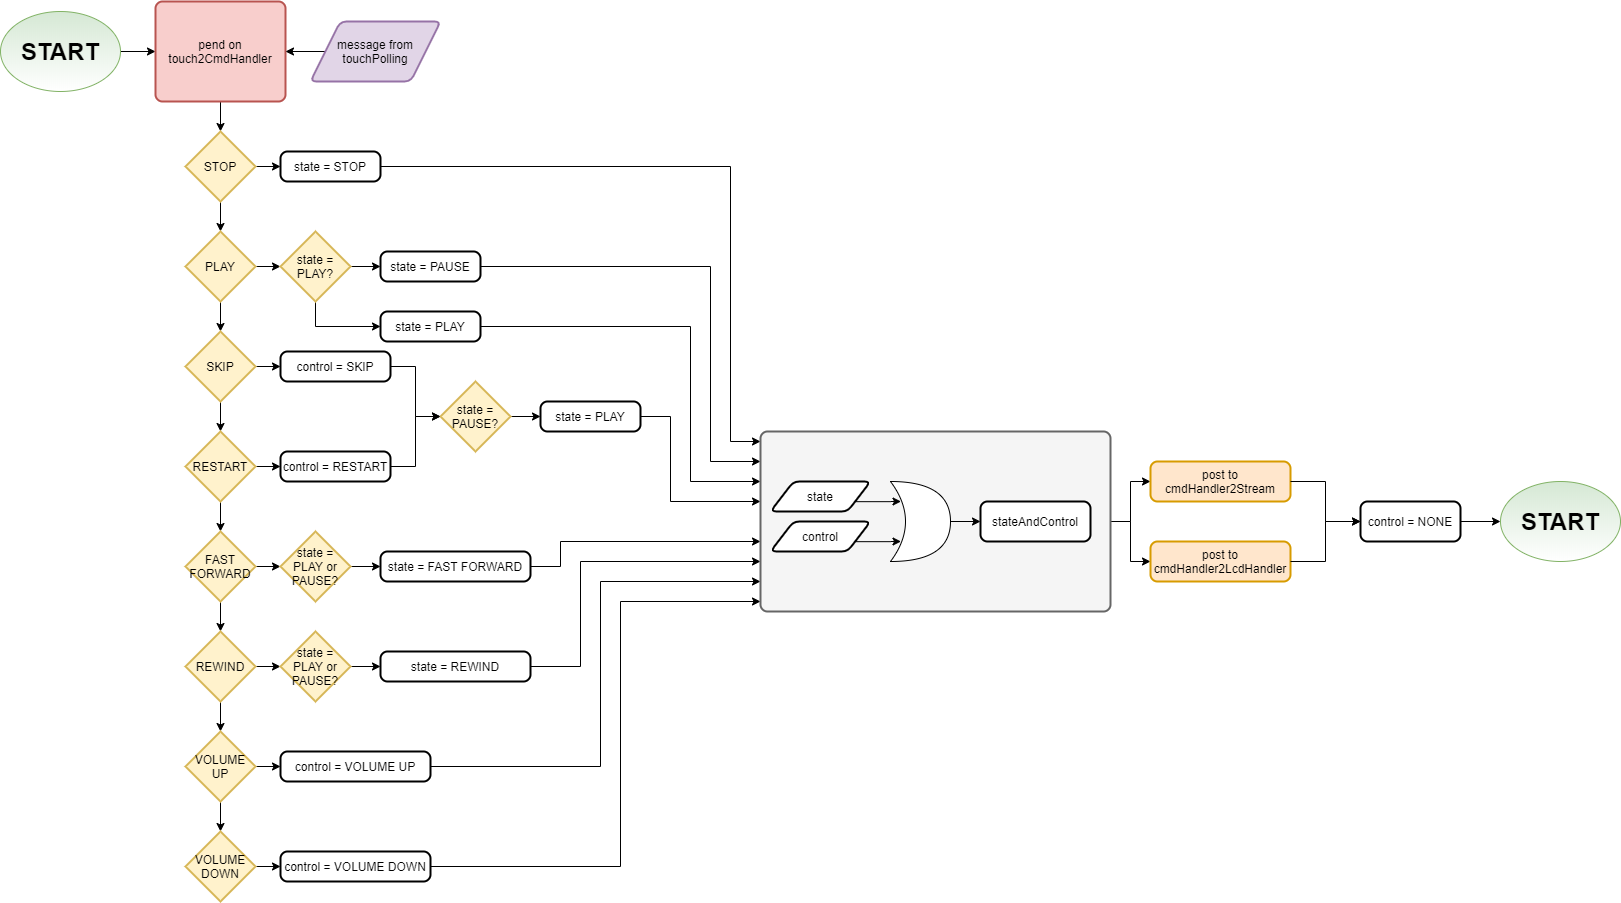 START
pend on
touch2CmdHandler
message from
touchPolling
STOP
state = STOP
PLAY
state =
PLAY?
state = PAUSE
state = PLAY
SKIP
control = SKIP
state =
PAUSE?
state = PLAY
RESTART
control = RESTART
state
control
stateAndControl
post to
cmdHandler2Stream
post to
cmdHandler2LcdHandler
control = NONE
START
FAST
FORWARD
state =
PLAY or
PAUSE?
state = FAST FORWARD
REWIND
state =
PLAY or
PAUSE?
state = REWIND
VOLUME
UP
control = VOLUME UP
VOLUME
DOWN
control = VOLUME DOWN